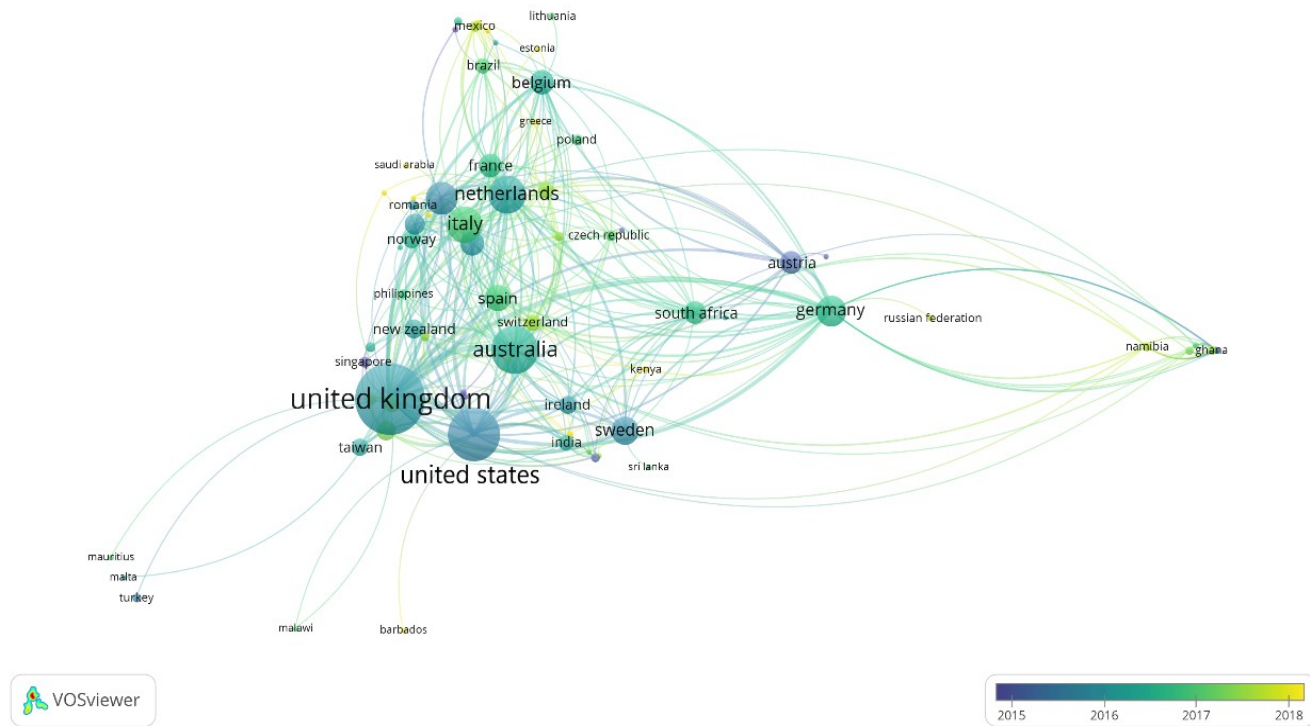 lithuania
mexico
estonia
brazil
belgium
greece
poland
saudi arabia
france
netherlands
romania
italy
norway
czech republic
austria
philippines
spain
south africa
germany
russian federation
new zealand
switzerland
australia
namibia
ghana
singapore
kenya
united kingdom
ireland
sweden
taiwan
india
sri lanka
united states
mauritius
malta
turkey
malawi
barbados
VOSviewer
2015 2016 2017 2018